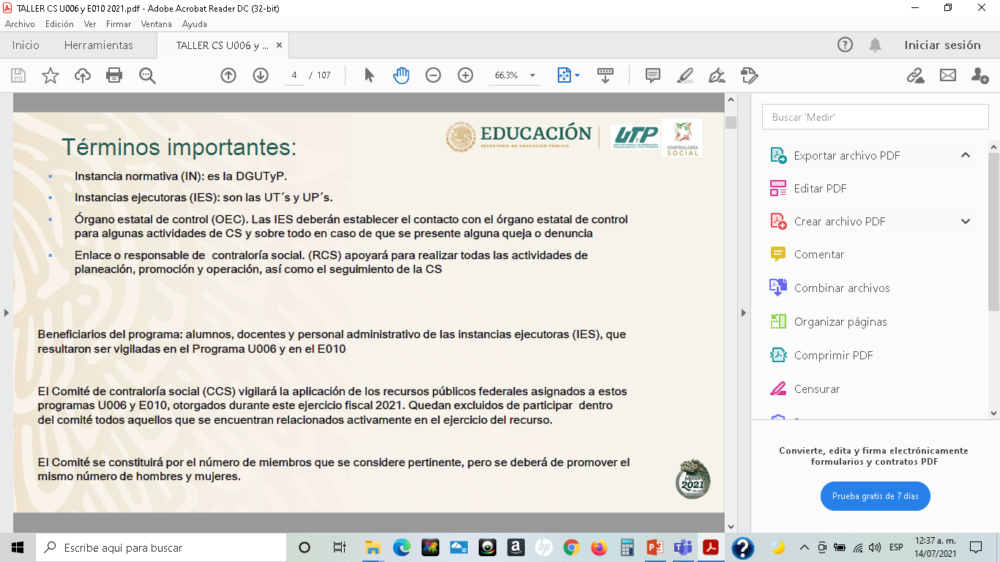 TALLER CS U006 y E010 2021.pdf - Adobe Acrobat Reader DC (32-bit)
Archivo Edición Ver Firmar Ventana Ayuda
Inicio Herramientas TALLER CS U006 y ... × Iniciar sesión
4 / 107 66.3%
EDUCACIÓN
SECRETARÍA DE EDUCACIÓN PÚBLICA
UTyP
DIRECCIÓN GENERAL DE UNIVERSIDADES
TECNOLÓGICAS y POLITÉCNICAS
CONTRALORÍA
SOCIAL
Términos importantes:
▪ Instancia normativa (IN): es la DGUTyP.
▪ Instancias ejecutoras (IES): son las UT´s y UP´s.
▪ Órgano estatal de control (OEC). Las IES deberán establecer el contacto con el órgano estatal de control
para algunas actividades de CS y sobre todo en caso de que se presente alguna queja o denuncia
▪ Enlace o responsable de contraloría social. (RCS) apoyará para realizar todas las actividades de
planeación, promoción y operación, así como el seguimiento de la CS
Beneficiarios del programa: alumnos, docentes y personal administrativo de las instancias ejecutoras (IES), que
resultaron ser vigiladas en el Programa U006 y en el E010
El Comité de contraloría social (CCS) vigilará la aplicación de los recursos públicos federales asignados a estos
programas U006 y E010, otorgados durante este ejercicio fiscal 2021. Quedan excluidos de participar dentro
del comité todos aquellos que se encuentran relacionados activamente en el ejercicio del recurso.
El Comité se constituirá por el número de miembros que se considere pertinente, pero se deberá de promover el
mismo número de hombres y mujeres.
México
2021
Buscar 'Medir'
Exportar archivo PDF
Editar PDF
Crear archivo PDF
Comentar
Combinar archivos
Organizar páginas
Comprimir PDF
Censurar
Convierte, edita y firma electrónicamente
formularios y contratos PDF
Prueba gratis de 7 días
Escribe aquí para buscar
ESP
12:37 a. m.
14/07/2021